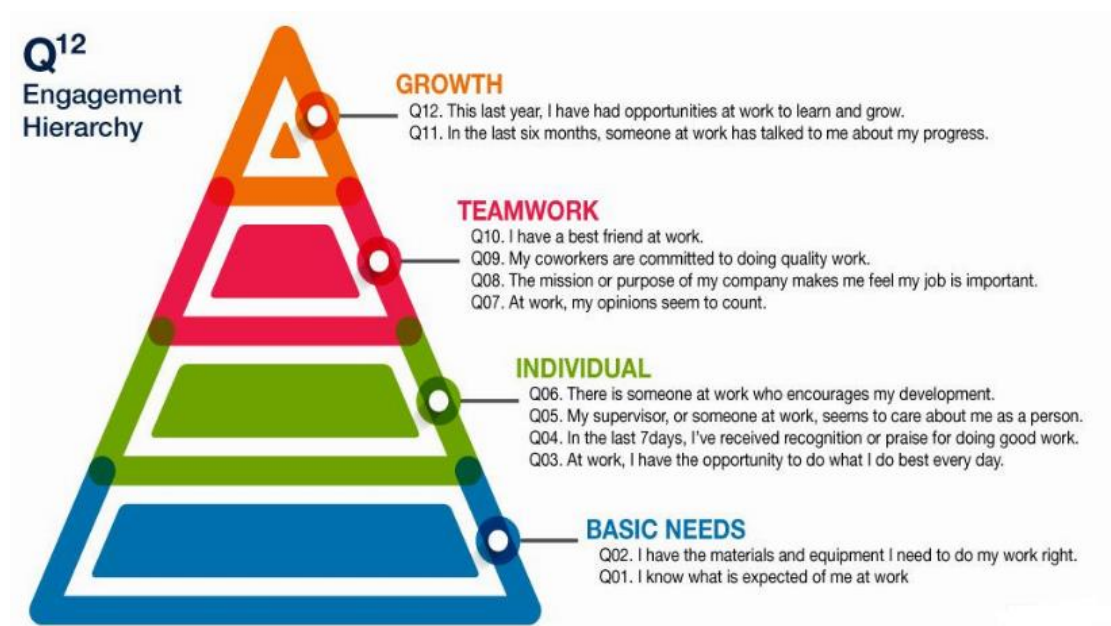 Q12
Engagement
Hierarchy
GROWTH
Q12. This last year, I have had opportunities at work to learn and grow.
Q11. In the last six months, someone at work has talked to me about my progress.
TEAMWORK
Q10. I have a best friend at work.
Q09. My coworkers are committed to doing quality work.
Q08. The mission or purpose of my company makes me feel my job is important.
Q07. At work, my opinions seem to count.
INDIVIDUAL
Q06. There is someone at work who encourages my development.
Q05. My supervisor, or someone at work, seems to care about me as a person.
Q04. In the last 7days, I've received recognition or praise for doing good work.
Q03. At work, I have the opportunity to do what I do best every day.
BASIC NEEDS
Q02. I have the materials and equipment I need to do my work right.
Q01. I know what is expected of me at work